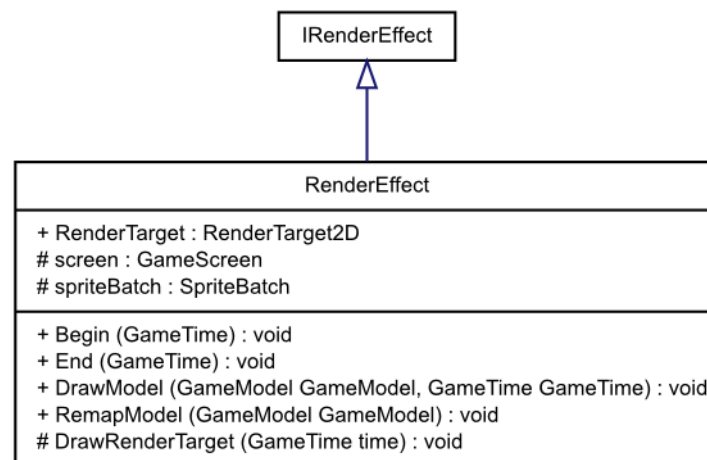 IRenderEffect
RenderEffect
+ RenderTarget : RenderTarget2D
# screen : GameScreen
# spriteBatch : SpriteBatch
+ Begin (GameTime) : void
+ End (GameTime) : void
+ DrawModel (GameModel GameModel, GameTime GameTime) : void
+ RemapModel (GameModel GameModel) : void
# DrawRenderTarget (GameTime time) : void